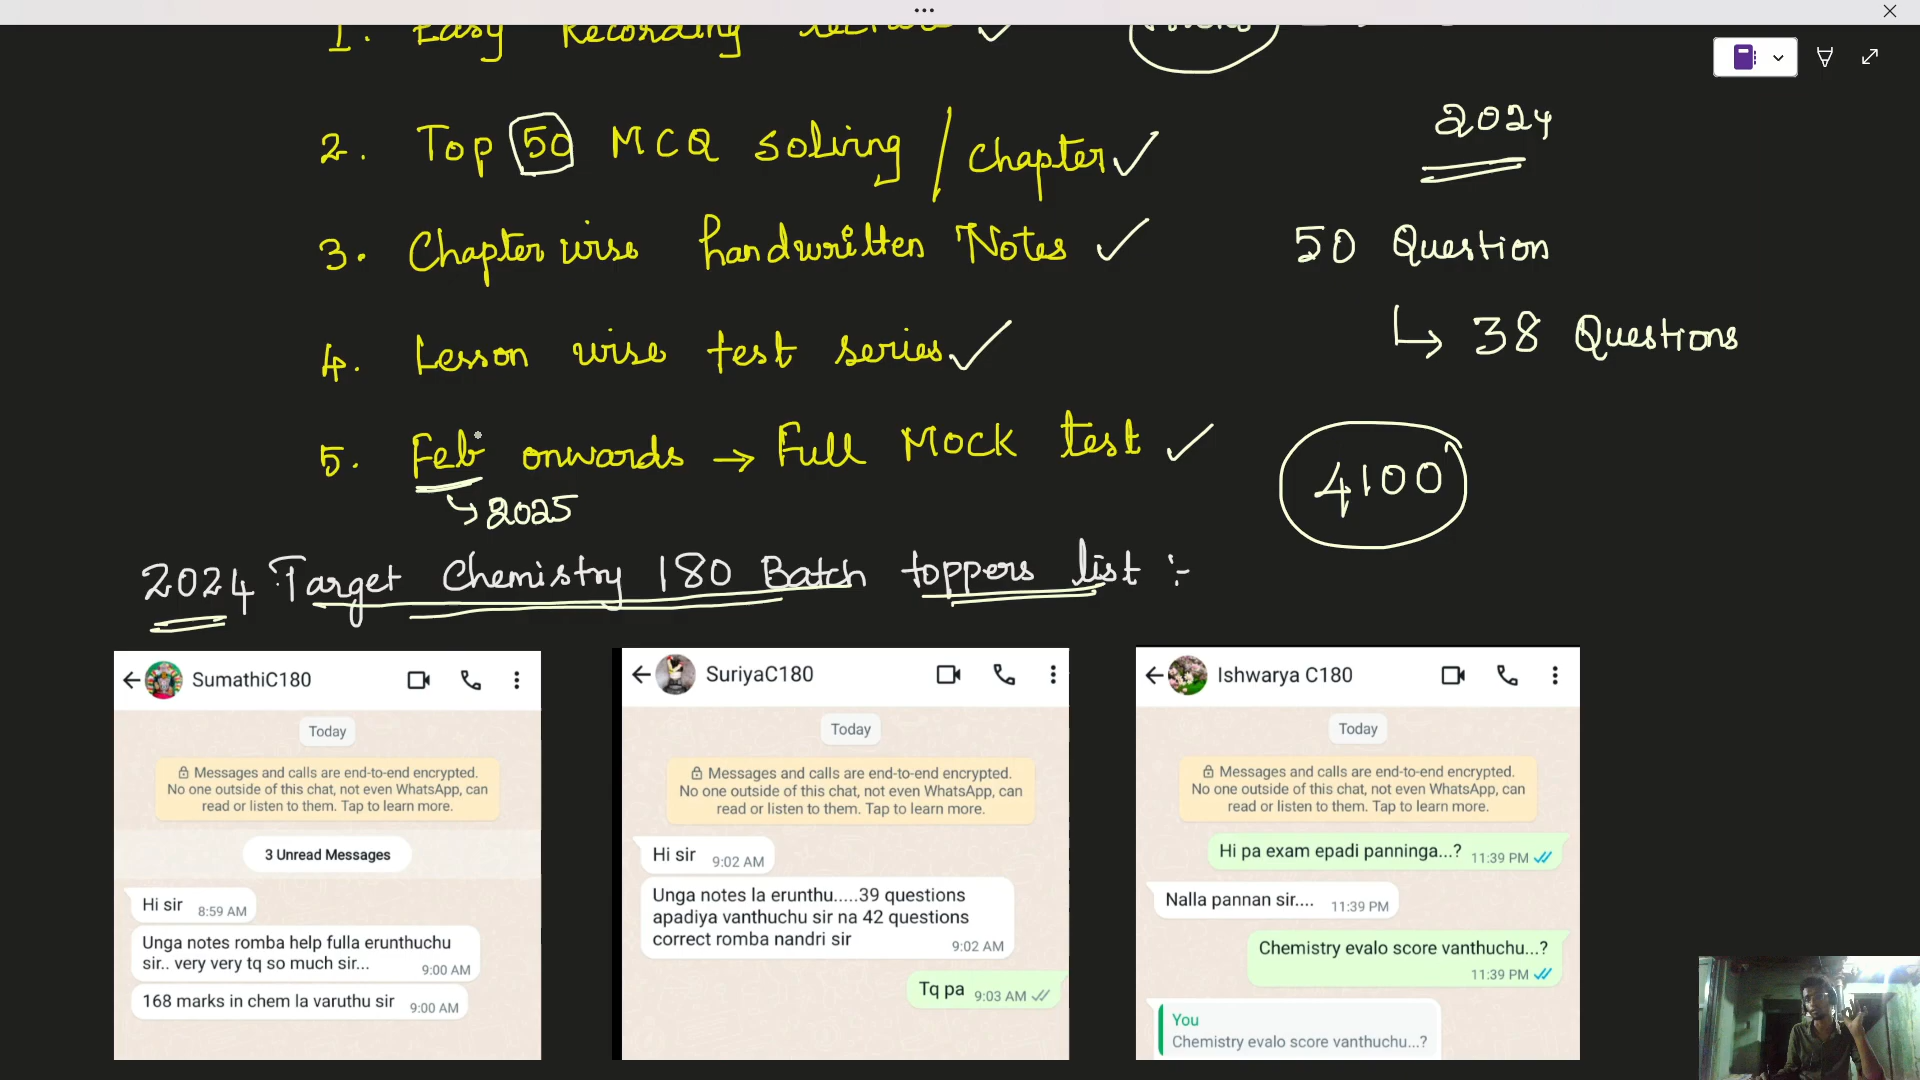 1. Easy Recording lecture
2. Top 50 MCQ solving / chapter
2024
3. Chapter wise handwritten Notes
50 Question
↳ 38 Questions
4. Lesson wise test series
5. Feb onwards → Full Mock test
↳ 2025
4100
2024 Target Chemistry 180 Batch toppers list :-
SumathiC180
Today
Messages and calls are end-to-end encrypted.
No one outside of this chat, not even WhatsApp, can
read or listen to them. Tap to learn more.
3 Unread Messages
Hi sir 8:59 AM
Unga notes romba help fulla erunthuchu
sir.. very very tq so much sir... 9:00 AM
168 marks in chem la varuthu sir 9:00 AM
SuriyaC180
Today
Messages and calls are end-to-end encrypted.
No one outside of this chat, not even WhatsApp, can
read or listen to them. Tap to learn more.
Hi sir 9:02 AM
Unga notes la erunthu.....39 questions
apadiya vanthuchu sir na 42 questions
correct romba nandri sir 9:02 AM
Tq pa 9:03 AM
Ishwarya C180
Today
Messages and calls are end-to-end encrypted.
No one outside of this chat, not even WhatsApp, can
read or listen to them. Tap to learn more.
Hi pa exam epadi panninga...? 11:39 PM
Nalla pannan sir.... 11:39 PM
Chemistry evalo score vanthuchu...?
11:39 PM
You
Chemistry evalo score vanthuchu...?